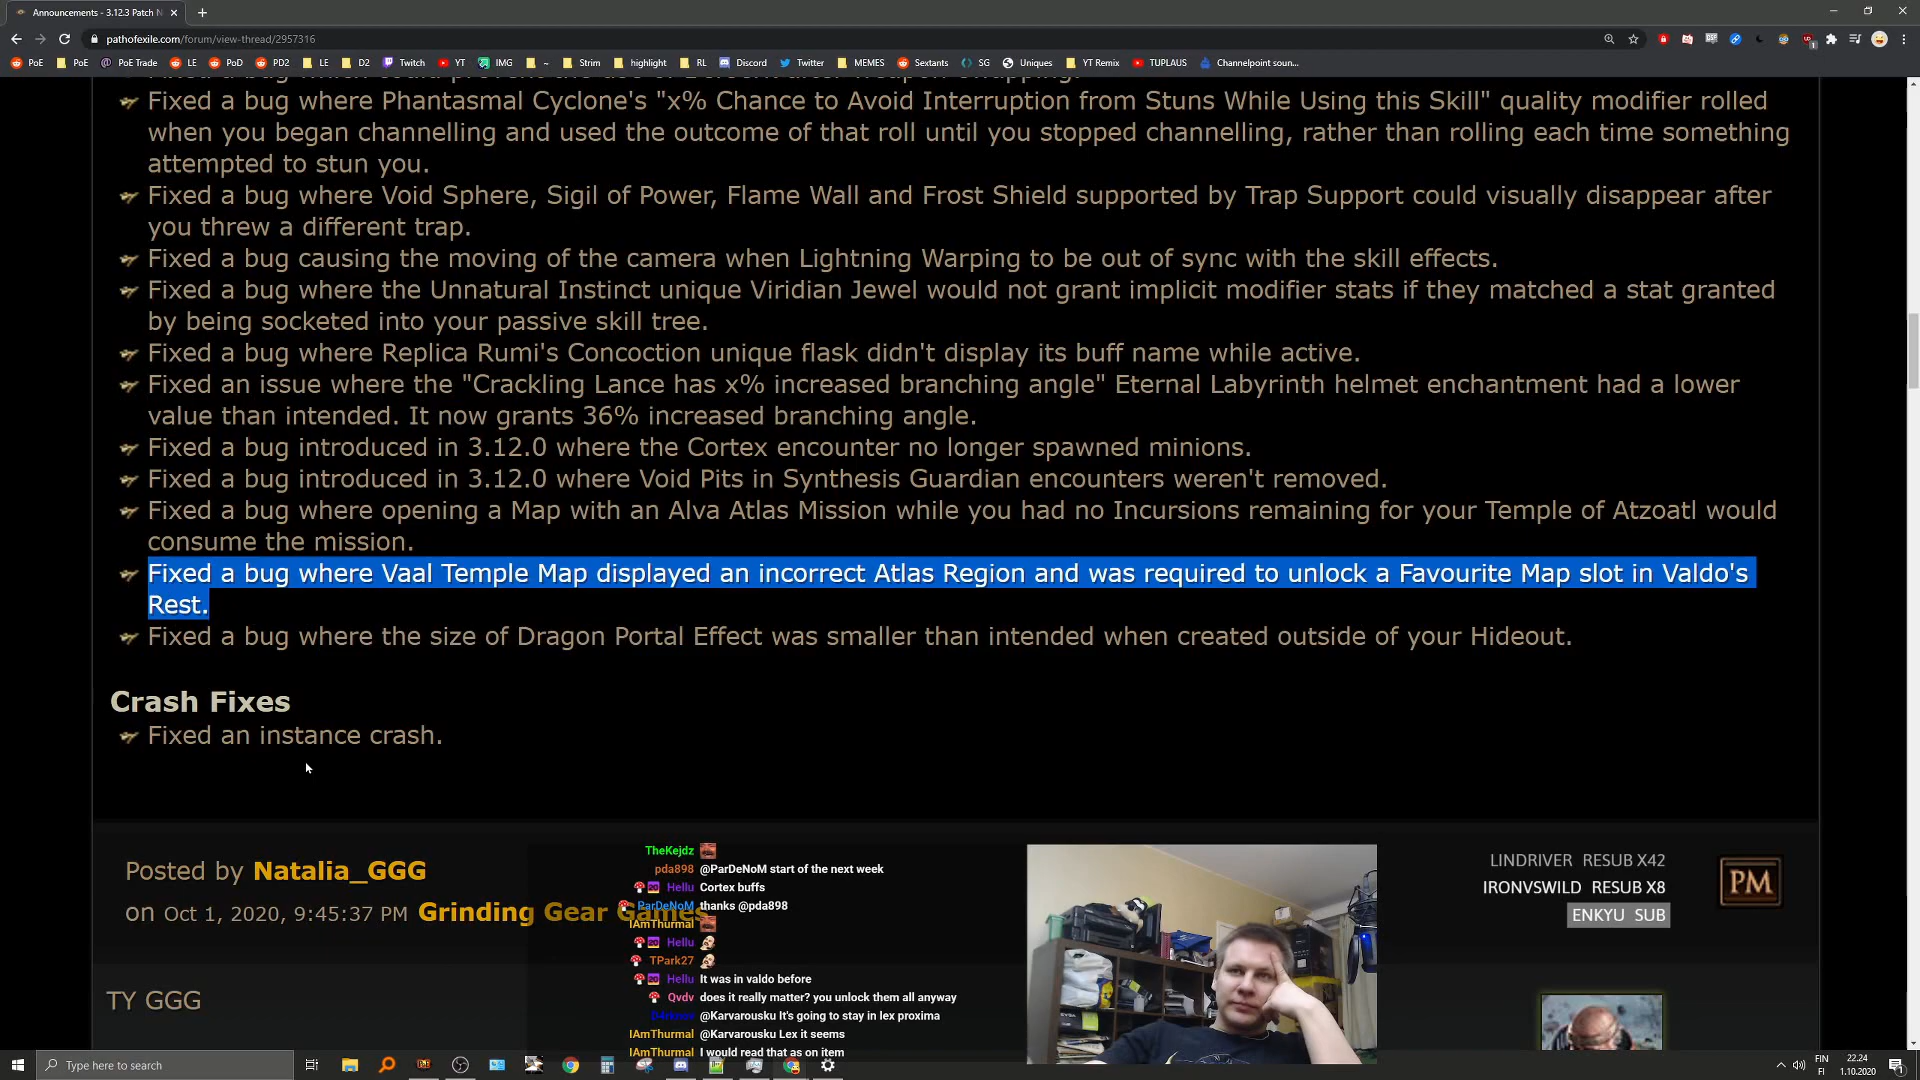 Announcements - 3.12.3 Patch N
pathofexile.com/forum/view-thread/2957316
PoE PoE PoE Trade LE PoD PD2 LE D2 Twitch YT IMG ~ Strim highlight RL Discord Twitter MEMES Sextants SG Uniques YT Remix TUPLAUS Channelpoint soun...
Fixed a bug where Phantasmal Cyclone's "x% Chance to Avoid Interruption from Stuns While Using this Skill" quality modifier rolled
when you began channelling and used the outcome of that roll until you stopped channelling, rather than rolling each time something
attempted to stun you.
Fixed a bug where Void Sphere, Sigil of Power, Flame Wall and Frost Shield supported by Trap Support could visually disappear after
you threw a different trap.
Fixed a bug causing the moving of the camera when Lightning Warping to be out of sync with the skill effects.
Fixed a bug where the Unnatural Instinct unique Viridian Jewel would not grant implicit modifier stats if they matched a stat granted
by being socketed into your passive skill tree.
Fixed a bug where Replica Rumi's Concoction unique flask didn't display its buff name while active.
Fixed an issue where the "Crackling Lance has x% increased branching angle" Eternal Labyrinth helmet enchantment had a lower
value than intended. It now grants 36% increased branching angle.
Fixed a bug introduced in 3.12.0 where the Cortex encounter no longer spawned minions.
Fixed a bug introduced in 3.12.0 where Void Pits in Synthesis Guardian encounters weren't removed.
Fixed a bug where opening a Map with an Alva Atlas Mission while you had no Incursions remaining for your Temple of Atzoatl would
consume the mission.
Fixed a bug where Vaal Temple Map displayed an incorrect Atlas Region and was required to unlock a Favourite Map slot in Valdo's
Rest.
Fixed a bug where the size of Dragon Portal Effect was smaller than intended when created outside of your Hideout.
Crash Fixes
Fixed an instance crash.
Posted by Natalia_GGG
on Oct 1, 2020, 9:45:37 PM Grinding Gear Games
TheKejdz
pda898 @ParDeNoM start of the next week
Hellu Cortex buffs
ParDeNoM thanks @pda898
IAmThurmal
Hellu
TPark27
Hellu It was in valdo before
Qvdv does it really matter? you unlock them all anyway
@Karvarousku It's going to stay in lex proxima
IAmThurmal @Karvarousku Lex it seems
IAmThurmal I would read that as on item
LINDRIVER RESUB X42
IRONVSWILD RESUB X8
ENKYU SUB
PM
TY GGG
Type here to search
FIN
FI
22.24
1.10.2020